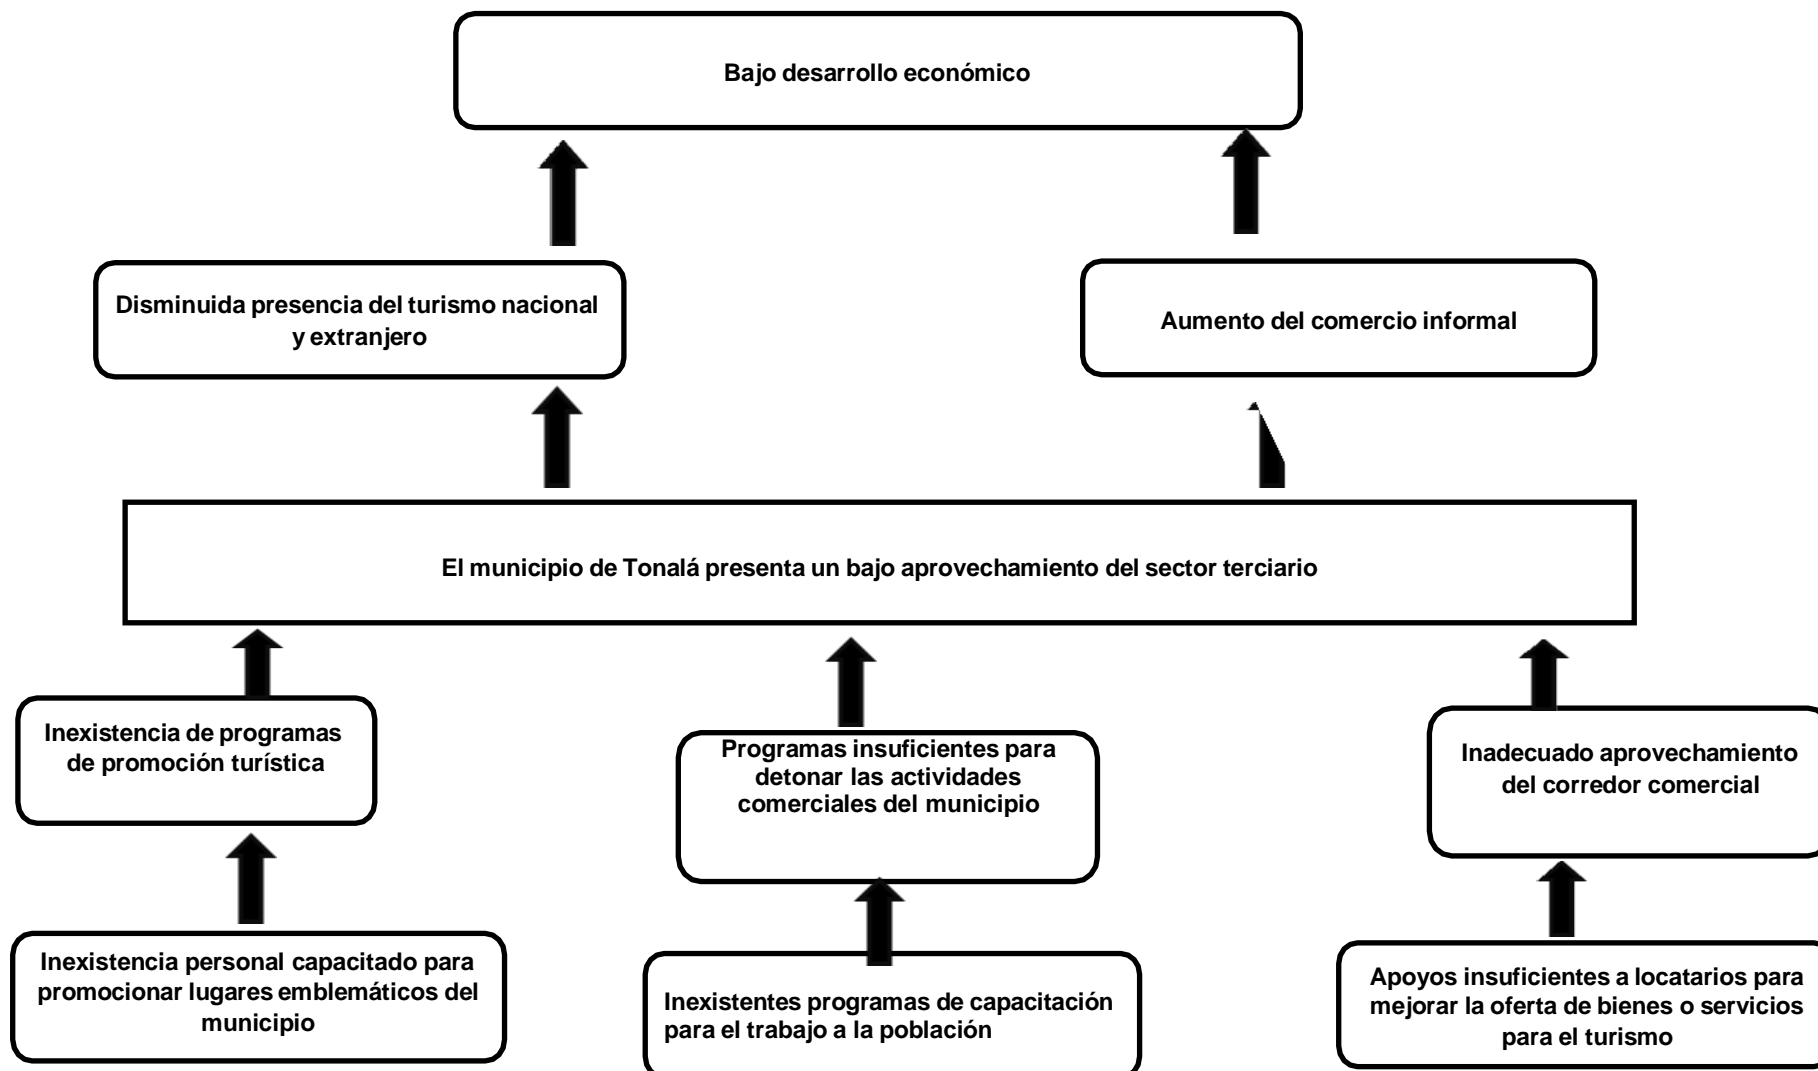 Bajo desarrollo económico
Disminuida presencia del turismo nacional
y extranjero
Aumento del comercio informal
El municipio de Tonalá presenta un bajo aprovechamiento del sector terciario
Inexistencia de programas
de promoción turística
Programas insuficientes para
detonar las actividades
comerciales del municipio
Inadecuado aprovechamiento
del corredor comercial
Inexistencia personal capacitado para
promocionar lugares emblemáticos del
municipio
Inexistentes programas de capacitación
para el trabajo a la población
Apoyos insuficientes a locatarios para
mejorar la oferta de bienes o servicios
para el turismo